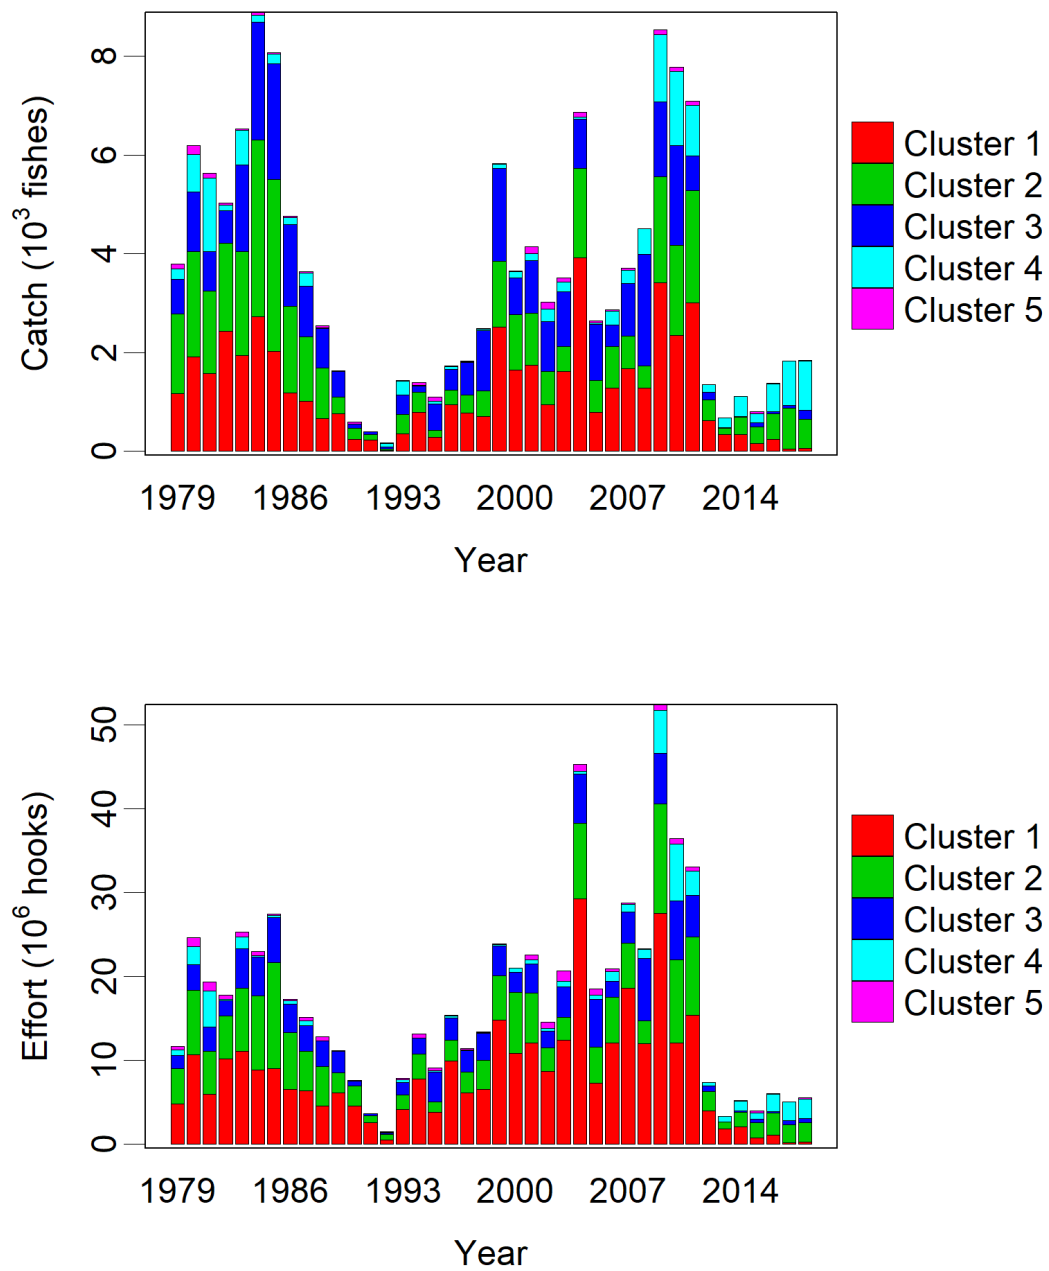 Catch (10³ fishes)
8
6
4
2
0
1979 1986 1993 2000 2007 2014
Year
Cluster 1
Cluster 2
Cluster 3
Cluster 4
Cluster 5
Effort (10⁶ hooks)
50
40
30
20
10
0
1979 1986 1993 2000 2007 2014
Year
Cluster 1
Cluster 2
Cluster 3
Cluster 4
Cluster 5